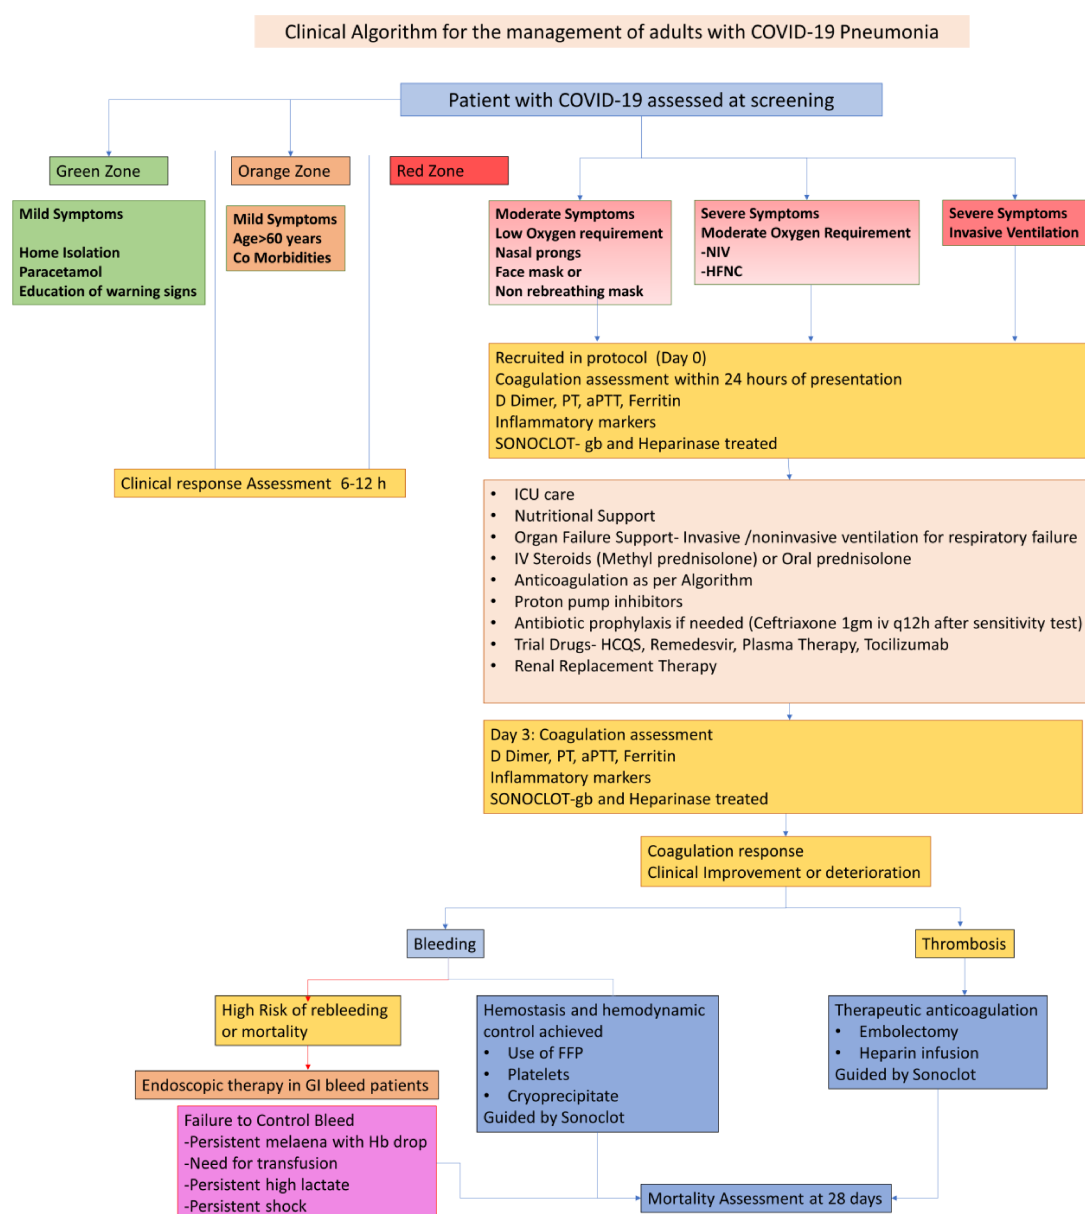 Clinical Algorithm for the management of adults with COVID-19 Pneumonia
Patient with COVID-19 assessed at screening
Green Zone
Orange Zone
Red Zone
Mild Symptoms
Home Isolation
Paracetamol
Education of warning signs
Mild Symptoms
Age>60 years
Co Morbidities
Moderate Symptoms
Low Oxygen requirement
Nasal prongs
Face mask or
Non rebreathing mask
Severe Symptoms
Moderate Oxygen Requirement
-NIV
-HFNC
Severe Symptoms
Invasive Ventilation
Recruited in protocol (Day 0)
Coagulation assessment within 24 hours of presentation
D Dimer, PT, aPTT, Ferritin
Inflammatory markers
SONOCLOT- gb and Heparinase treated
Clinical response Assessment 6-12 h
• ICU care
• Nutritional Support
• Organ Failure Support- Invasive /noninvasive ventilation for respiratory failure
• IV Steroids (Methyl prednisolone) or Oral prednisolone
• Anticoagulation as per Algorithm
• Proton pump inhibitors
• Antibiotic prophylaxis if needed (Ceftriaxone 1gm iv q12h after sensitivity test)
• Trial Drugs- HCQS, Remedesvir, Plasma Therapy, Tocilizumab
• Renal Replacement Therapy
Day 3: Coagulation assessment
D Dimer, PT, aPTT, Ferritin
Inflammatory markers
SONOCLOT-gb and Heparinase treated
Coagulation response
Clinical Improvement or deterioration
Bleeding
Thrombosis
High Risk of rebleeding
or mortality
Hemostasis and hemodynamic
control achieved
• Use of FFP
• Platelets
• Cryoprecipitate
Guided by Sonoclot
Therapeutic anticoagulation
• Embolectomy
• Heparin infusion
Guided by Sonoclot
Endoscopic therapy in GI bleed patients
Failure to Control Bleed
-Persistent melaena with Hb drop
-Need for transfusion
-Persistent high lactate
-Persistent shock
Mortality Assessment at 28 days